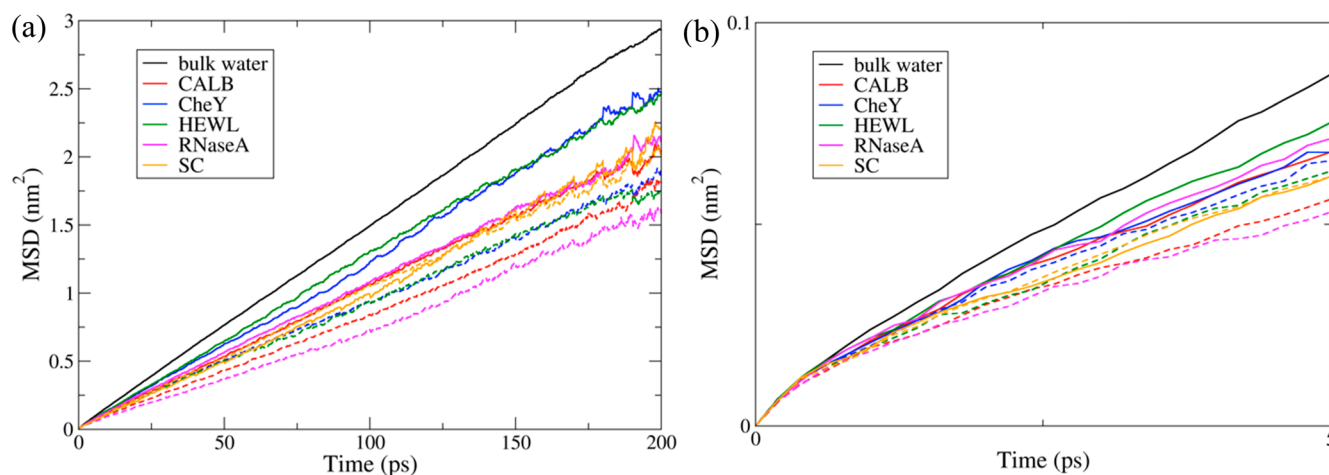 (a)
3
2.5
2
1.5
1
0.5
0
MSD (nm²)
bulk water
CALB
CheY
HEWL
RNaseA
SC
0
50
100
150
200
Time (ps)
(b)
0.1
0
MSD (nm²)
bulk water
CALB
CheY
HEWL
RNaseA
SC
0
Time (ps)